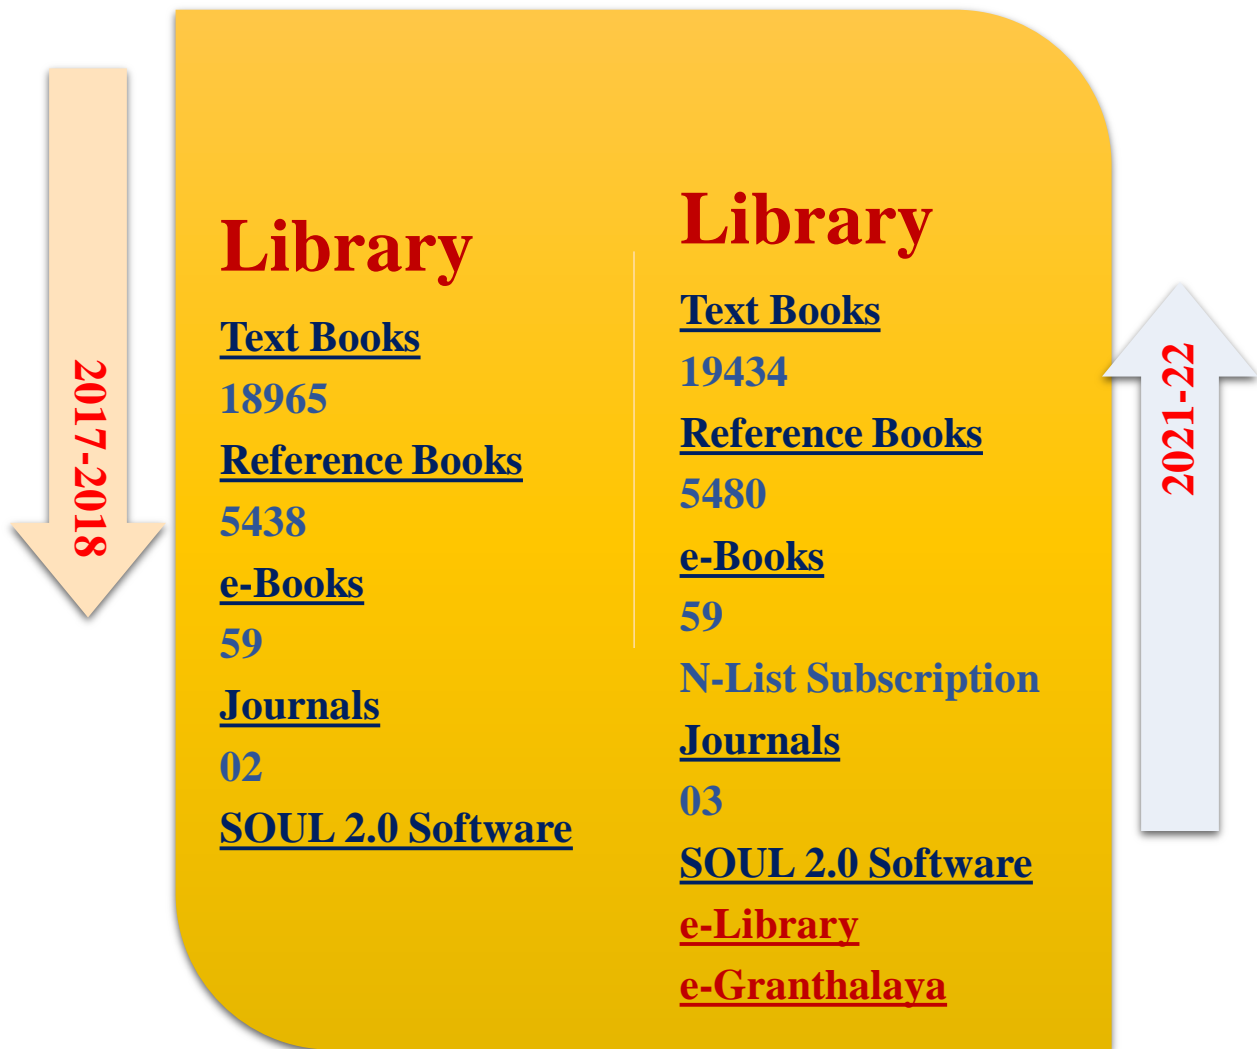 2017-2018
Library
Text Books
18965
Reference Books
5438
e-Books
59
Journals
02
SOUL 2.0 Software
Library
Text Books
19434
Reference Books
5480
e-Books
59
N-List Subscription
Journals
03
SOUL 2.0 Software
e-Library
e-Granthalaya
2021-22